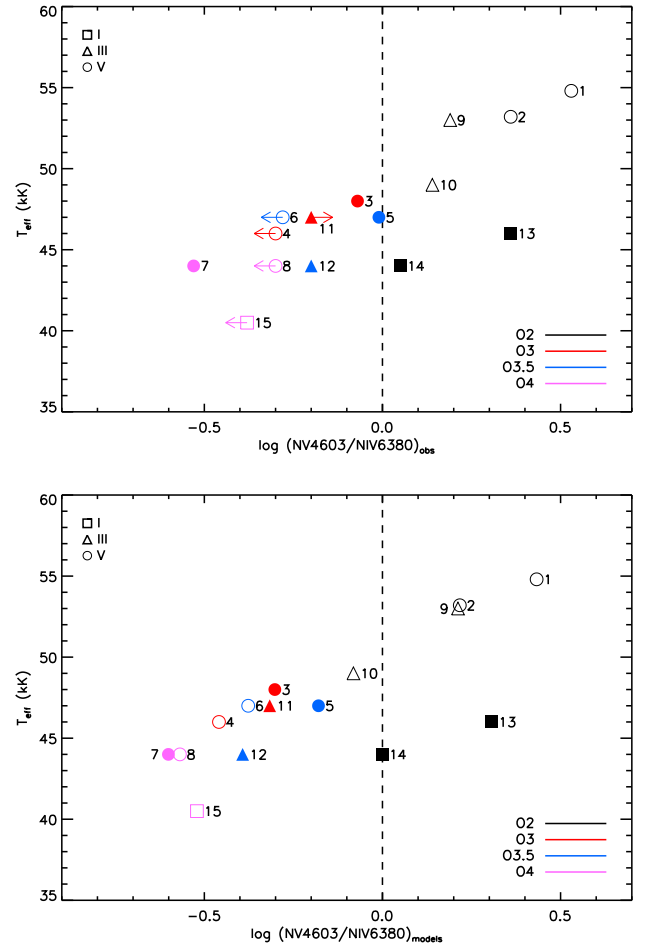 60
55
50
45
40
35
T_eff (kK)
I
III
V
1
2
9
10
3
5
6
11
4
13
7
8
12
14
15
O2
O3
O3.5
O4
−0.5 0.0 0.5
log (NV4603/NIV6380)_obs
60
55
50
45
40
35
T_eff (kK)
I
III
V
1
9 2
10
3
6 11 5
4
13
7 8 12 14
15
O2
O3
O3.5
O4
−0.5 0.0 0.5
log (NV4603/NIV6380)_models